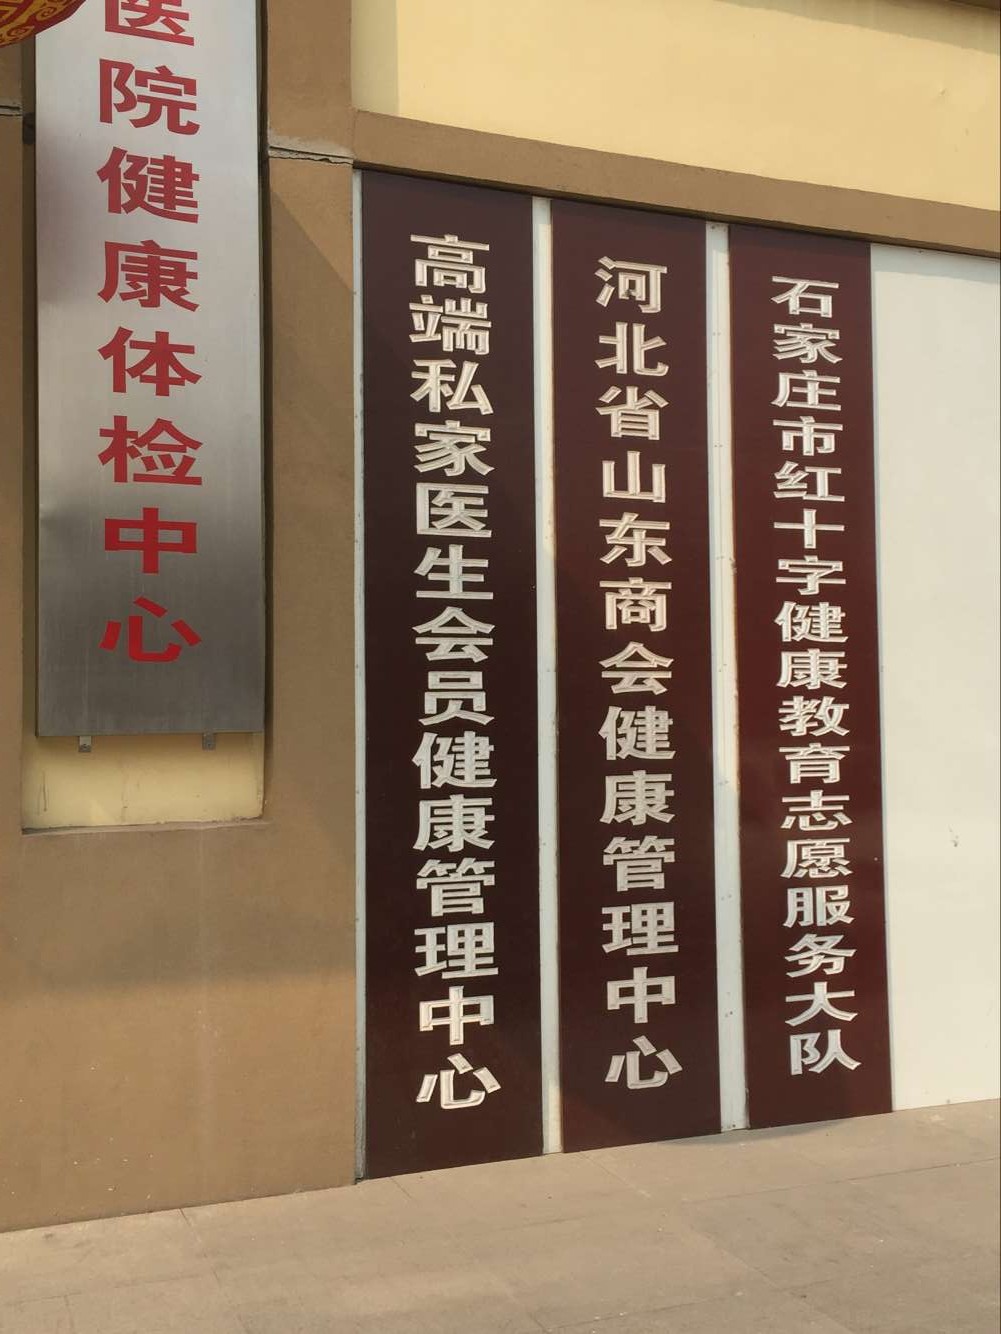 医院健康体检中心
高端私家医生会员健康管理中心
河北省山东商会健康管理中心
石家庄市红十字健康教育志愿服务大队